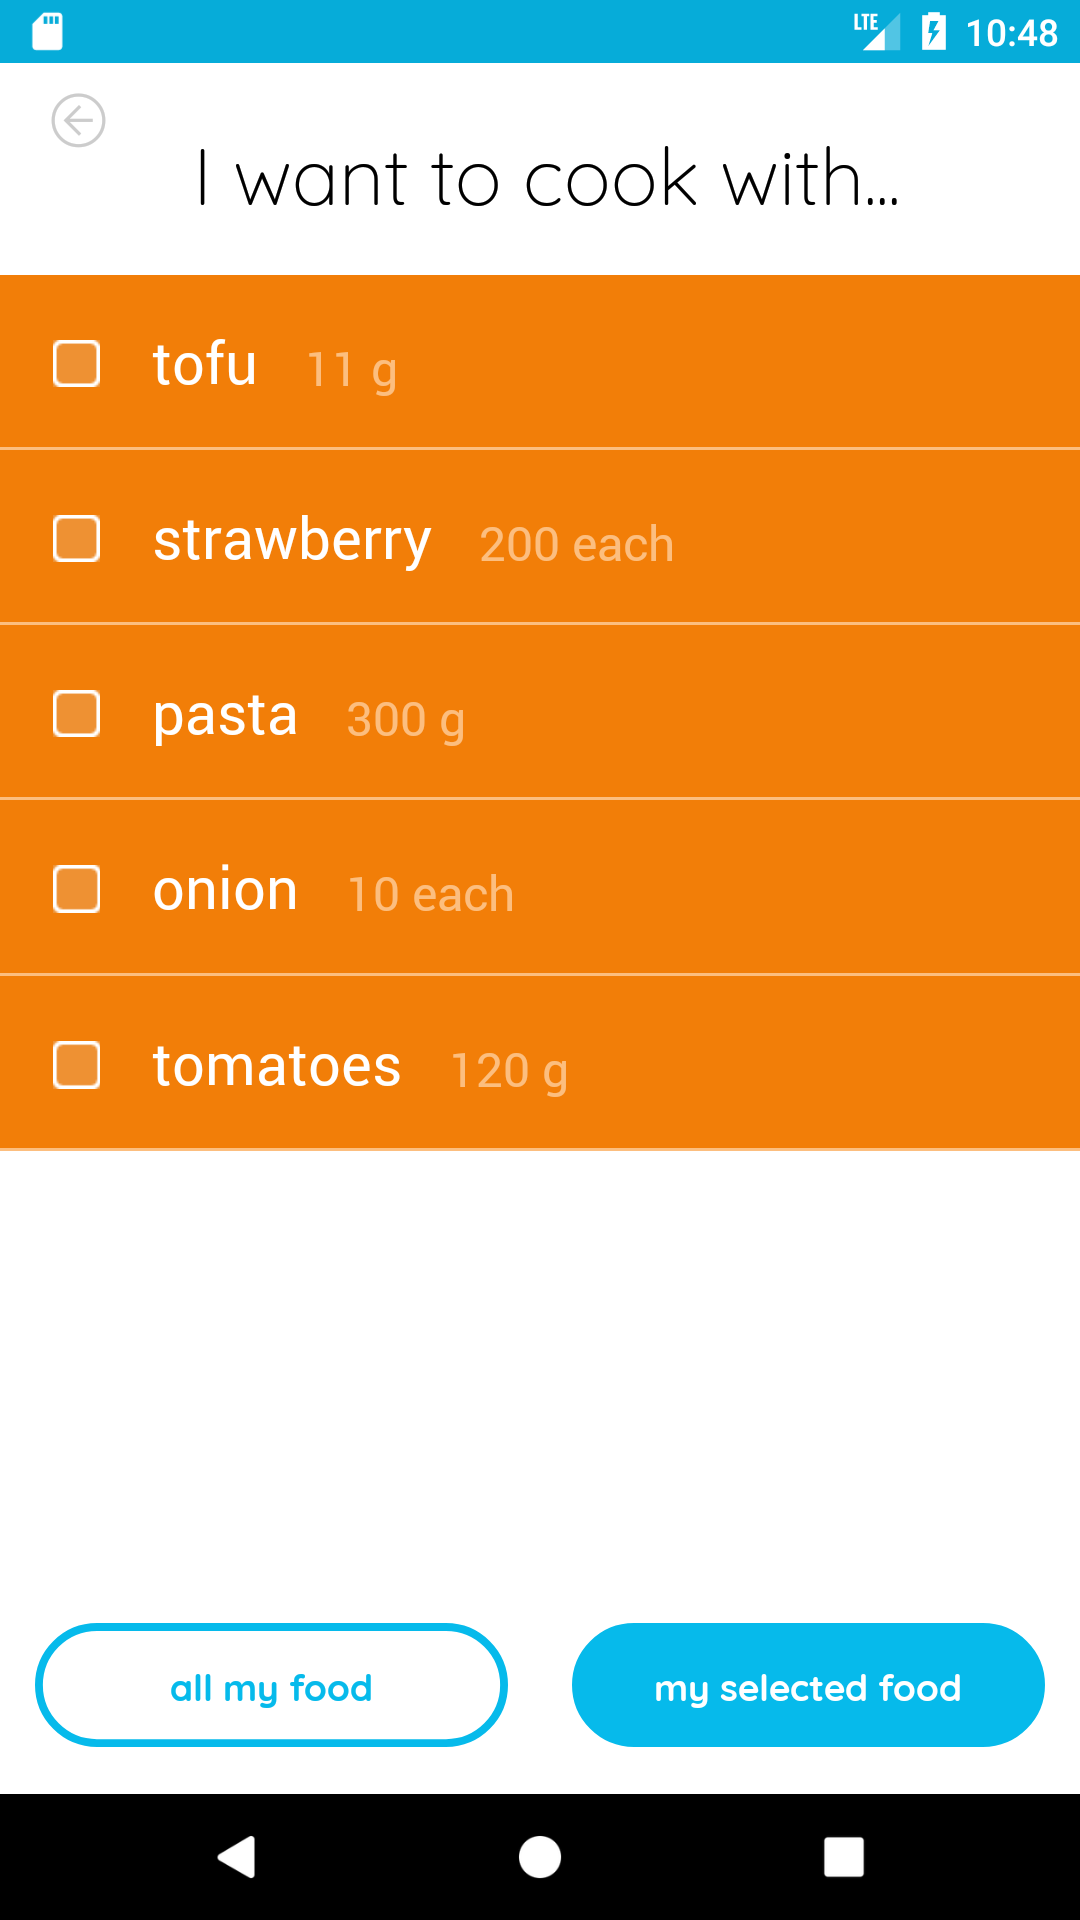 LTE 10:48
I want to cook with...
tofu 11 g
strawberry 200 each
pasta 300 g
onion 10 each
tomatoes 120 g
all my food my selected food